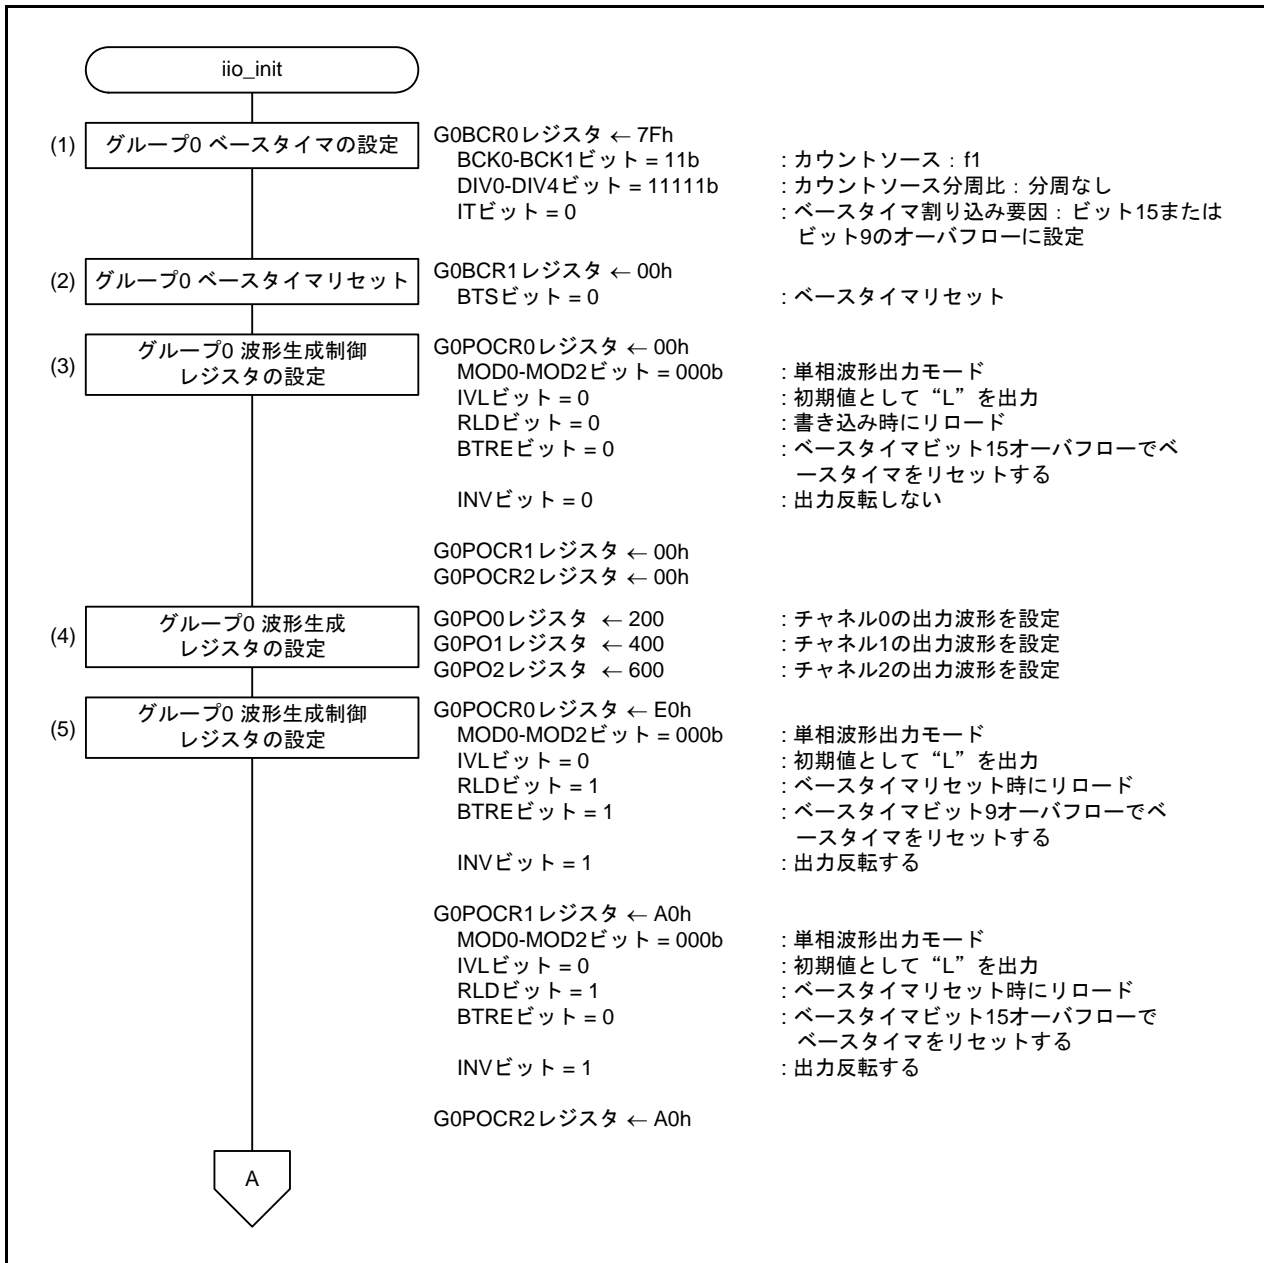 iio_init
(1) グループ0 ベースタイマの設定
G0BCR0レジスタ ← 7Fh
BCK0-BCK1ビット = 11b : カウントソース : f1
DIV0-DIV4ビット = 11111b : カウントソース分周比 : 分周なし
ITビット = 0 : ベースタイマ割り込み要因 : ビット15または
ビット9のオーバフローに設定
(2) グループ0 ベースタイマリセット
G0BCR1レジスタ ← 00h
BTSビット = 0 : ベースタイマリセット
(3) グループ0 波形生成制御
レジスタの設定
G0POCR0レジスタ ← 00h
MOD0-MOD2ビット = 000b : 単相波形出力モード
IVLビット = 0 : 初期値として“L”を出力
RLDビット = 0 : 書き込み時にリロード
BTREビット = 0 : ベースタイマビット15オーバフローでベ
ースタイマをリセットする
INVビット = 0 : 出力反転しない
G0POCR1レジスタ ← 00h
G0POCR2レジスタ ← 00h
(4) グループ0 波形生成
レジスタの設定
G0PO0レジスタ ← 200 : チャネル0の出力波形を設定
G0PO1レジスタ ← 400 : チャネル1の出力波形を設定
G0PO2レジスタ ← 600 : チャネル2の出力波形を設定
(5) グループ0 波形生成制御
レジスタの設定
G0POCR0レジスタ ← E0h
MOD0-MOD2ビット = 000b : 単相波形出力モード
IVLビット = 0 : 初期値として“L”を出力
RLDビット = 1 : ベースタイマリセット時にリロード
BTREビット = 1 : ベースタイマビット9オーバフローでベ
ースタイマをリセットする
INVビット = 1 : 出力反転する
G0POCR1レジスタ ← A0h
MOD0-MOD2ビット = 000b : 単相波形出力モード
IVLビット = 0 : 初期値として“L”を出力
RLDビット = 1 : ベースタイマリセット時にリロード
BTREビット = 0 : ベースタイマビット15オーバフローで
ベースタイマをリセットする
INVビット = 1 : 出力反転する
G0POCR2レジスタ ← A0h
A